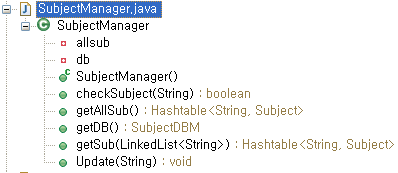 SubjectManager.java
SubjectManager
allsub
db
SubjectManager()
checkSubject(String) : boolean
getAllSub() : Hashtable<String, Subject>
getDB() : SubjectDBM
getSub(LinkedList<String>) : Hashtable<String, Subject>
Update(String) : void